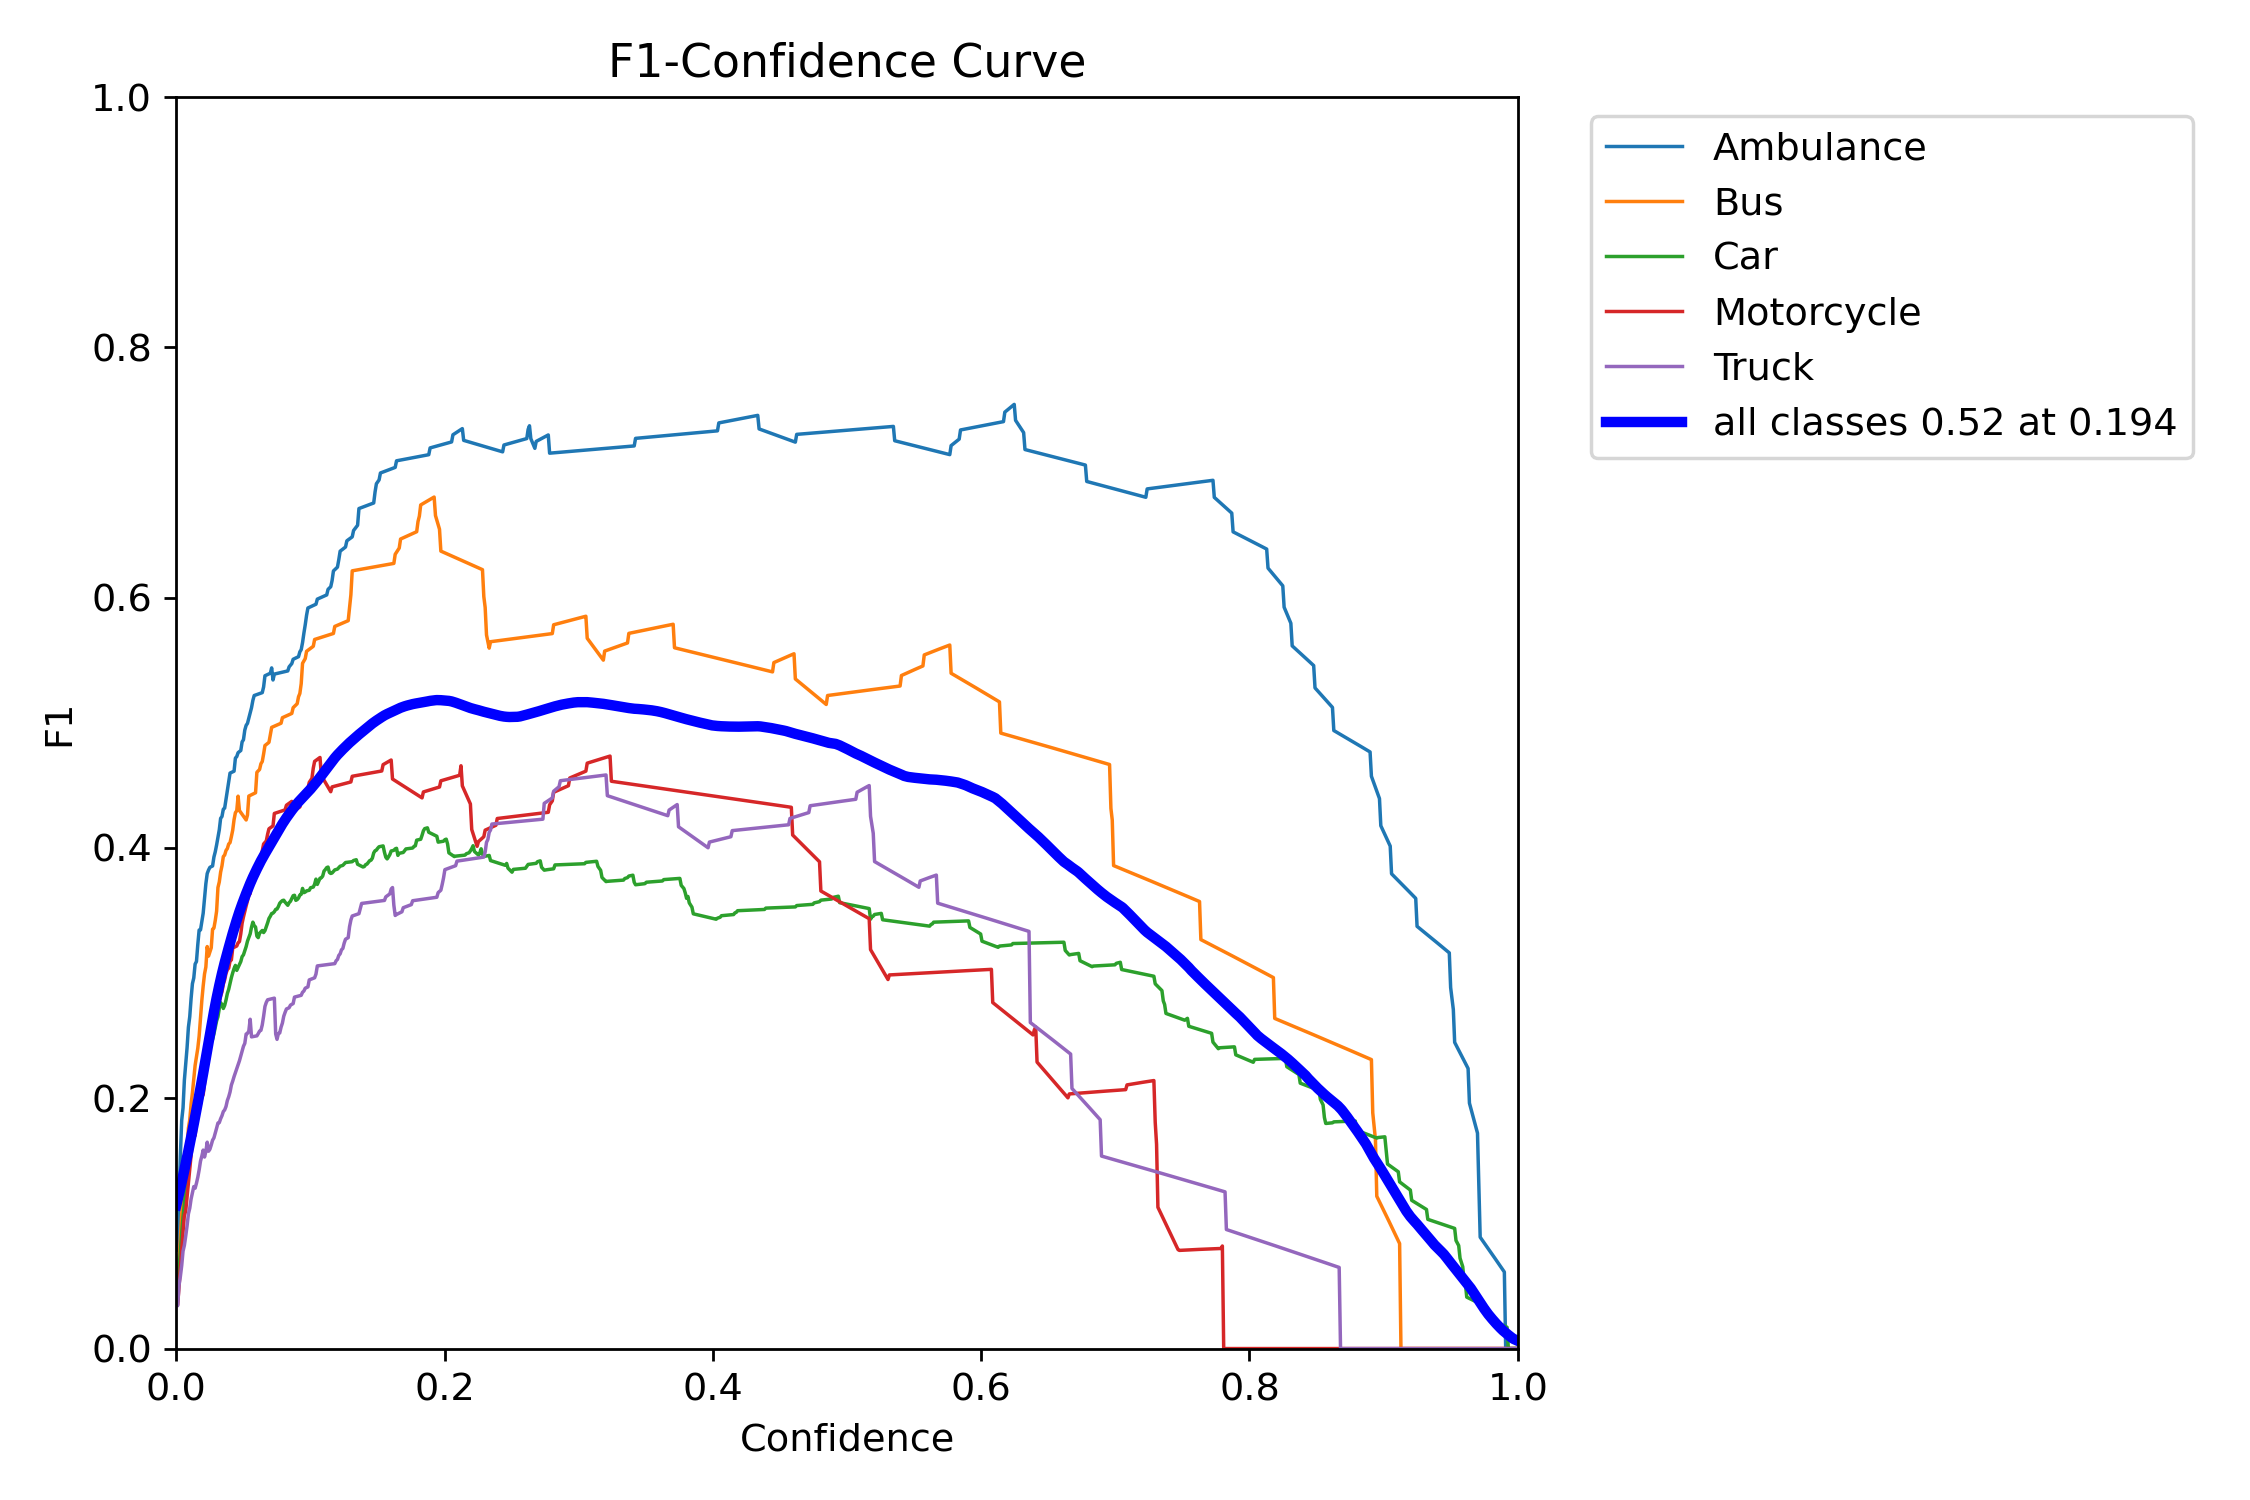 F1-Confidence Curve
1.0
0.8
0.6
0.4
0.2
0.0
F1
0.0 0.2 0.4 0.6 0.8 1.0
Confidence
Ambulance
Bus
Car
Motorcycle
Truck
all classes 0.52 at 0.194